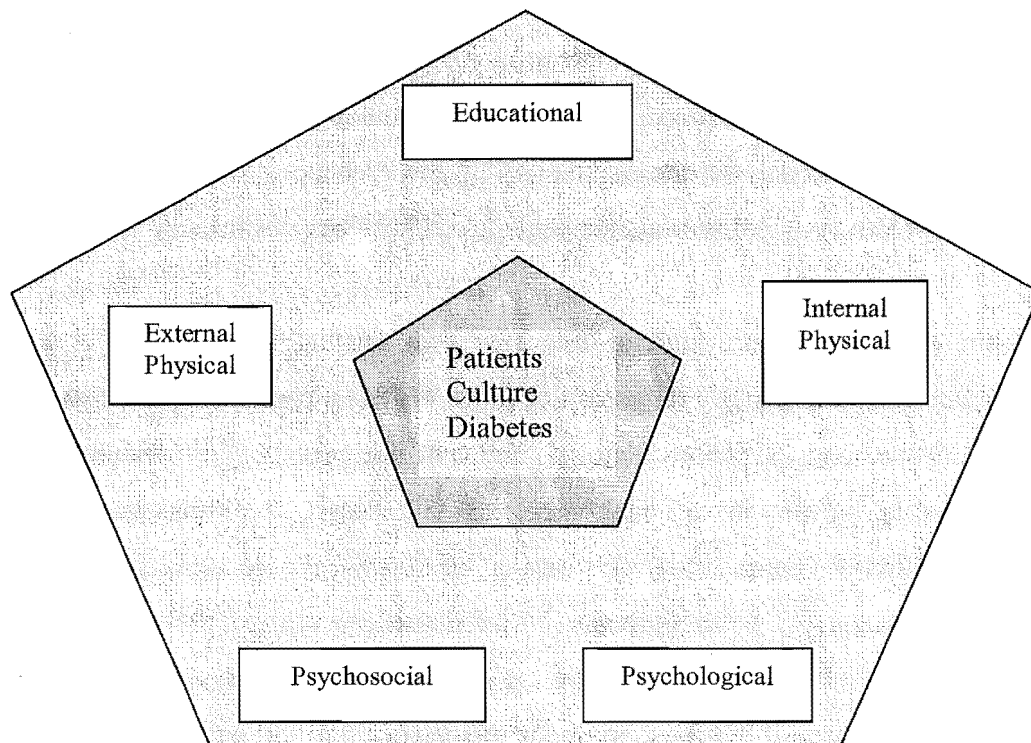 Educational
External
Physical
Internal
Physical
Patients
Culture
Diabetes
Psychosocial
Psychological